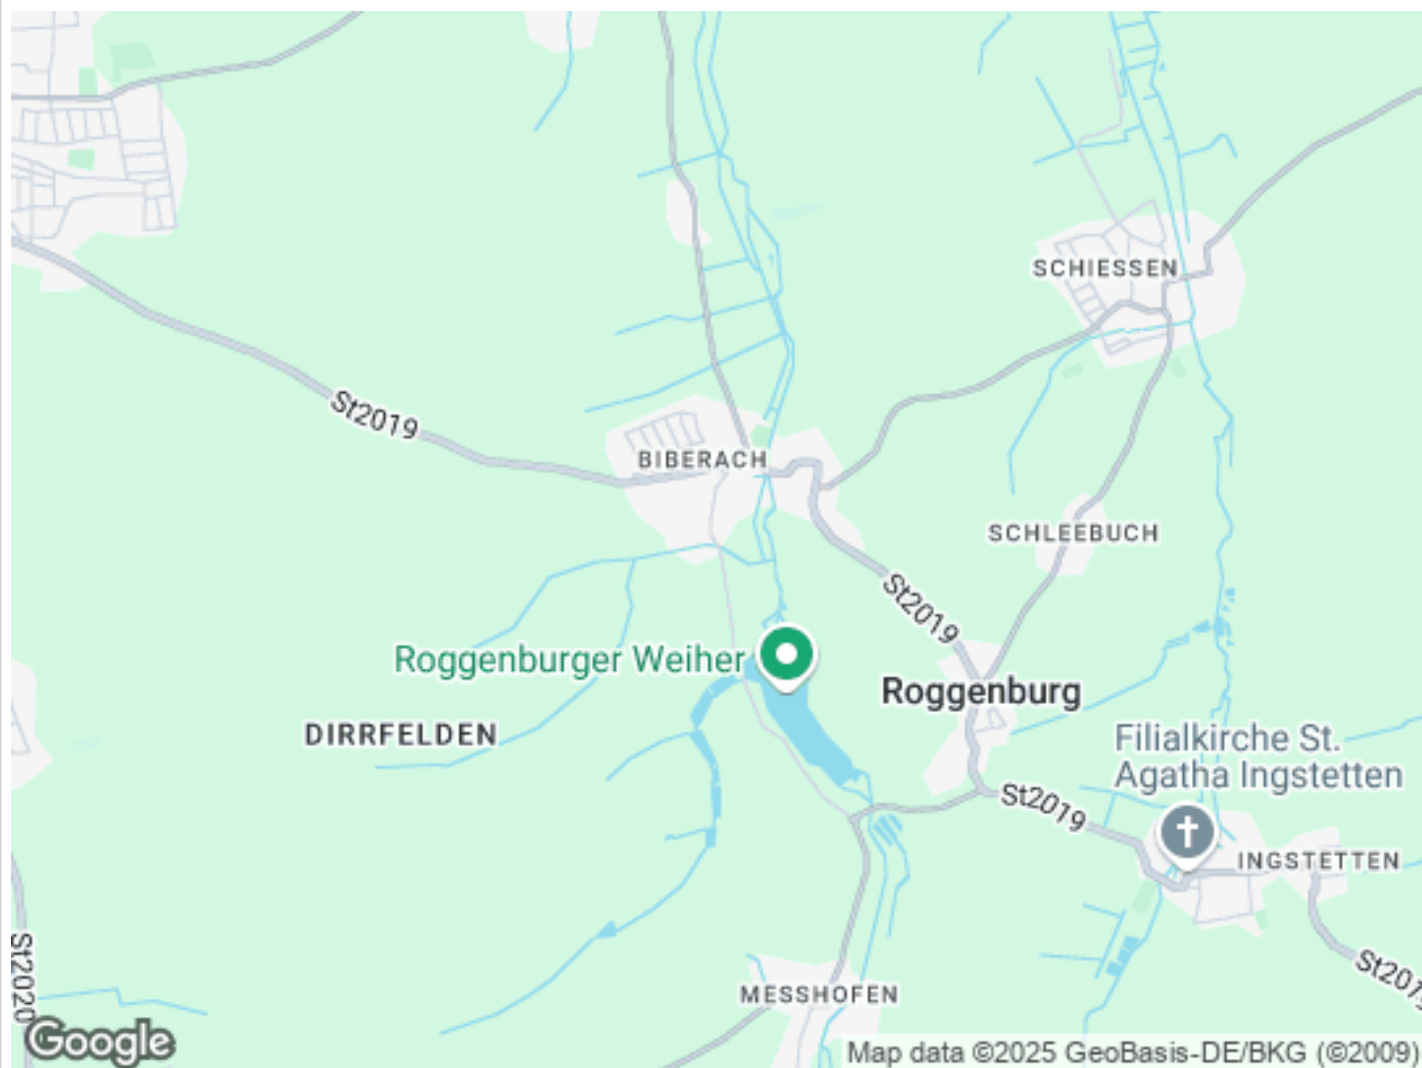 SCHIESSEN
St2019
BIBERACH
SCHLEEBUCH
St2019
Roggenburger Weiher
Roggenburg
DIRRFELDEN
Filialkirche St.
Agatha Ingstetten
St2019
INGSTETTEN
St2020
St2019
MESSHOFEN
Google
Map data ©2025 GeoBasis-DE/BKG (©2009)